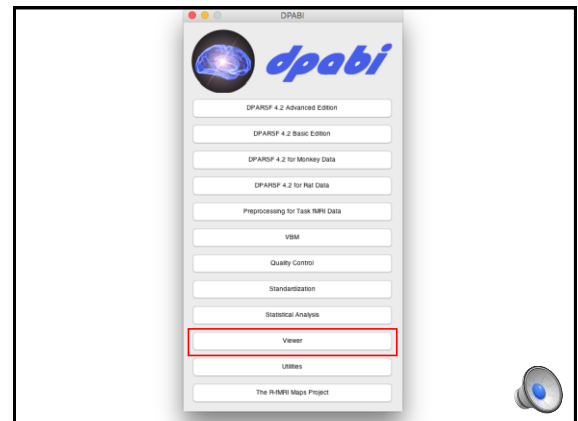 DPABI
dpabi
DPARSF 4.2 Advanced Edition
DPARSF 4.2 Basic Edition
DPARSF 4.2 for Monkey Data
DPARSF 4.2 for Rat Data
Preprocessing for Task fMRI Data
VBM
Quality Control
Standardization
Statistical Analysis
Viewer
Utilities
The R-fMRI Maps Project